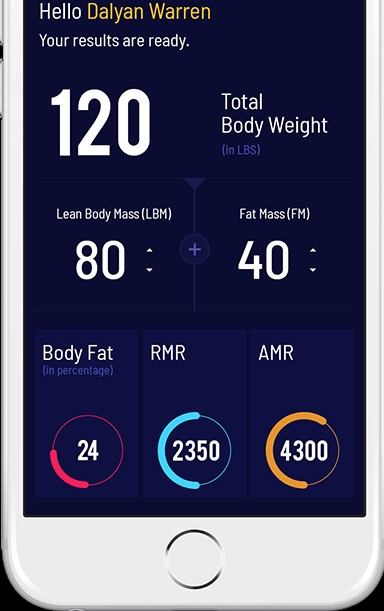 Hello Dalyan Warren
Your results are ready.
120
Total
Body Weight
(in LBS)
Lean Body Mass (LBM)
Fat Mass (FM)
80
+
40
Body Fat
(in percentage)
RMR
AMR
24
2350
4300